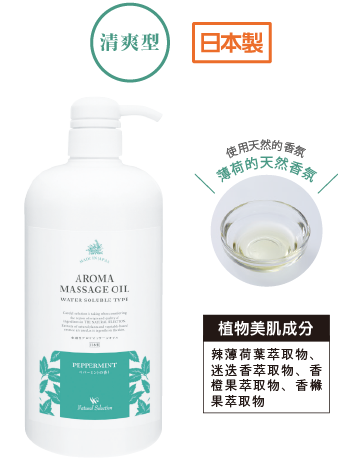 清爽型
日本製
使用天然的香氛
薄荷的天然香氛
MADE IN JAPAN
AROMA
MASSAGE OIL
WATER SOLUBLE TYPE
PEPPERMINT
Natural Selection
植物美肌成分
辣薄荷葉萃取物、
迷迭香萃取物、香
橙果萃取物、香櫞
果萃取物